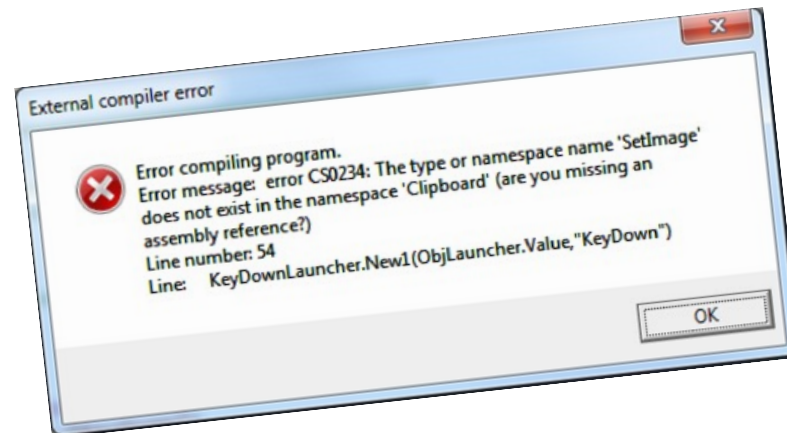 External compiler error
Error compiling program.
Error message: error CS0234: The type or namespace name 'SetImage'
does not exist in the namespace 'Clipboard' (are you missing an
assembly reference?)
Line number: 54
Line: KeyDownLauncher.New1(ObjLauncher.Value,"KeyDown")
OK